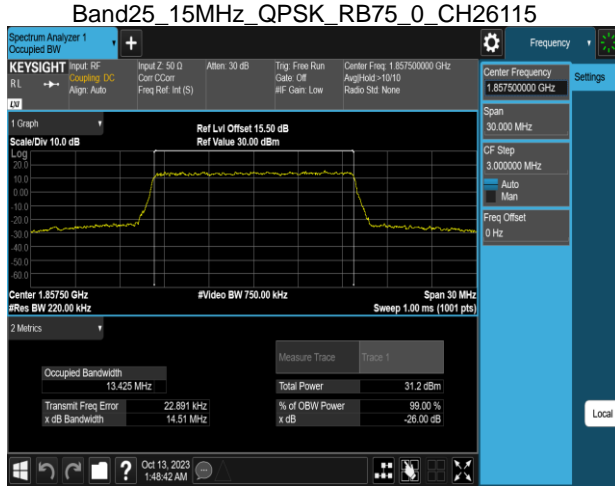 Band25_15MHz_QPSK_RB75_0_CH26115
Spectrum Analyzer 1
Occupied BW
Frequency
KEYSIGHT
Input: RF
Input Z: 50 Ω
Atten: 30 dB
Trig: Free Run
Center Freq: 1.857500000 GHz
RL
Coupling: DC
Corr CCorr
Gate: Off
Avg|Hold:>10/10
Align: Auto
Freq Ref: Int (S)
#IF Gain: Low
Radio Std: None
LXI
Center Frequency
1.857500000 GHz
Settings
Span
30.000 MHz
CF Step
3.000000 MHz
Auto
Man
Freq Offset
0 Hz
Local
1 Graph
Ref Lvl Offset 15.50 dB
Scale/Div 10.0 dB
Ref Value 30.00 dBm
Log
20.0
10.0
0.00
-10.0
-20.0
-30.0
-40.0
-50.0
-60.0
Center 1.85750 GHz
#Video BW 750.00 kHz
Span 30 MHz
#Res BW 220.00 kHz
Sweep 1.00 ms (1001 pts)
2 Metrics
Measure Trace
Trace 1
Occupied Bandwidth
13.425 MHz
Total Power
31.2 dBm
Transmit Freq Error
22.891 kHz
% of OBW Power
99.00 %
x dB Bandwidth
14.51 MHz
x dB
-26.00 dB
?
Oct 13, 2023
1:48:42 AM